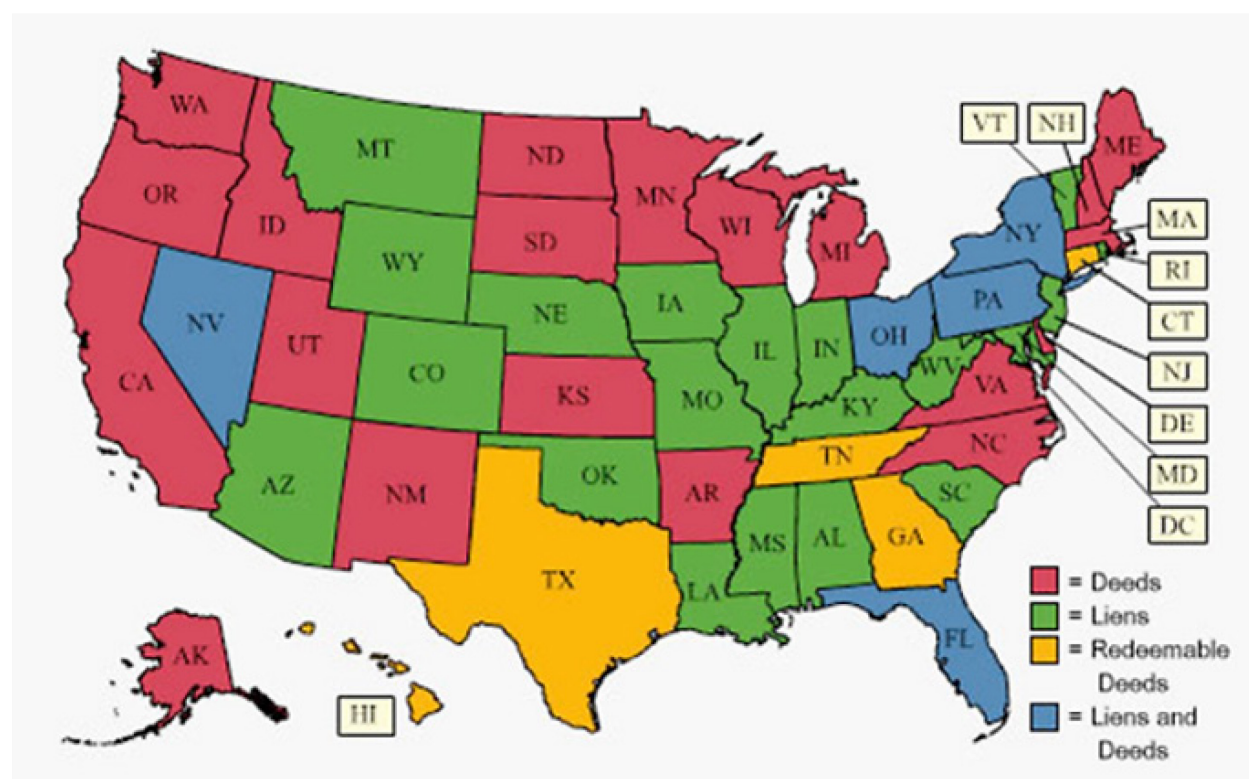 WA
MT
ND
MN
VT
NH
ME
OR
ID
SD
WI
MI
NY
MA
WY
RI
NV
NE
IA
PA
CT
UT
CO
IL
IN
OH
NJ
CA
KS
MO
KY
WV
VA
DE
AZ
NM
OK
AR
TN
NC
MD
SC
DC
TX
MS
AL
GA
LA
FL
AK
HI
= Deeds
= Liens
= Redeemable
Deeds
= Liens and
Deeds